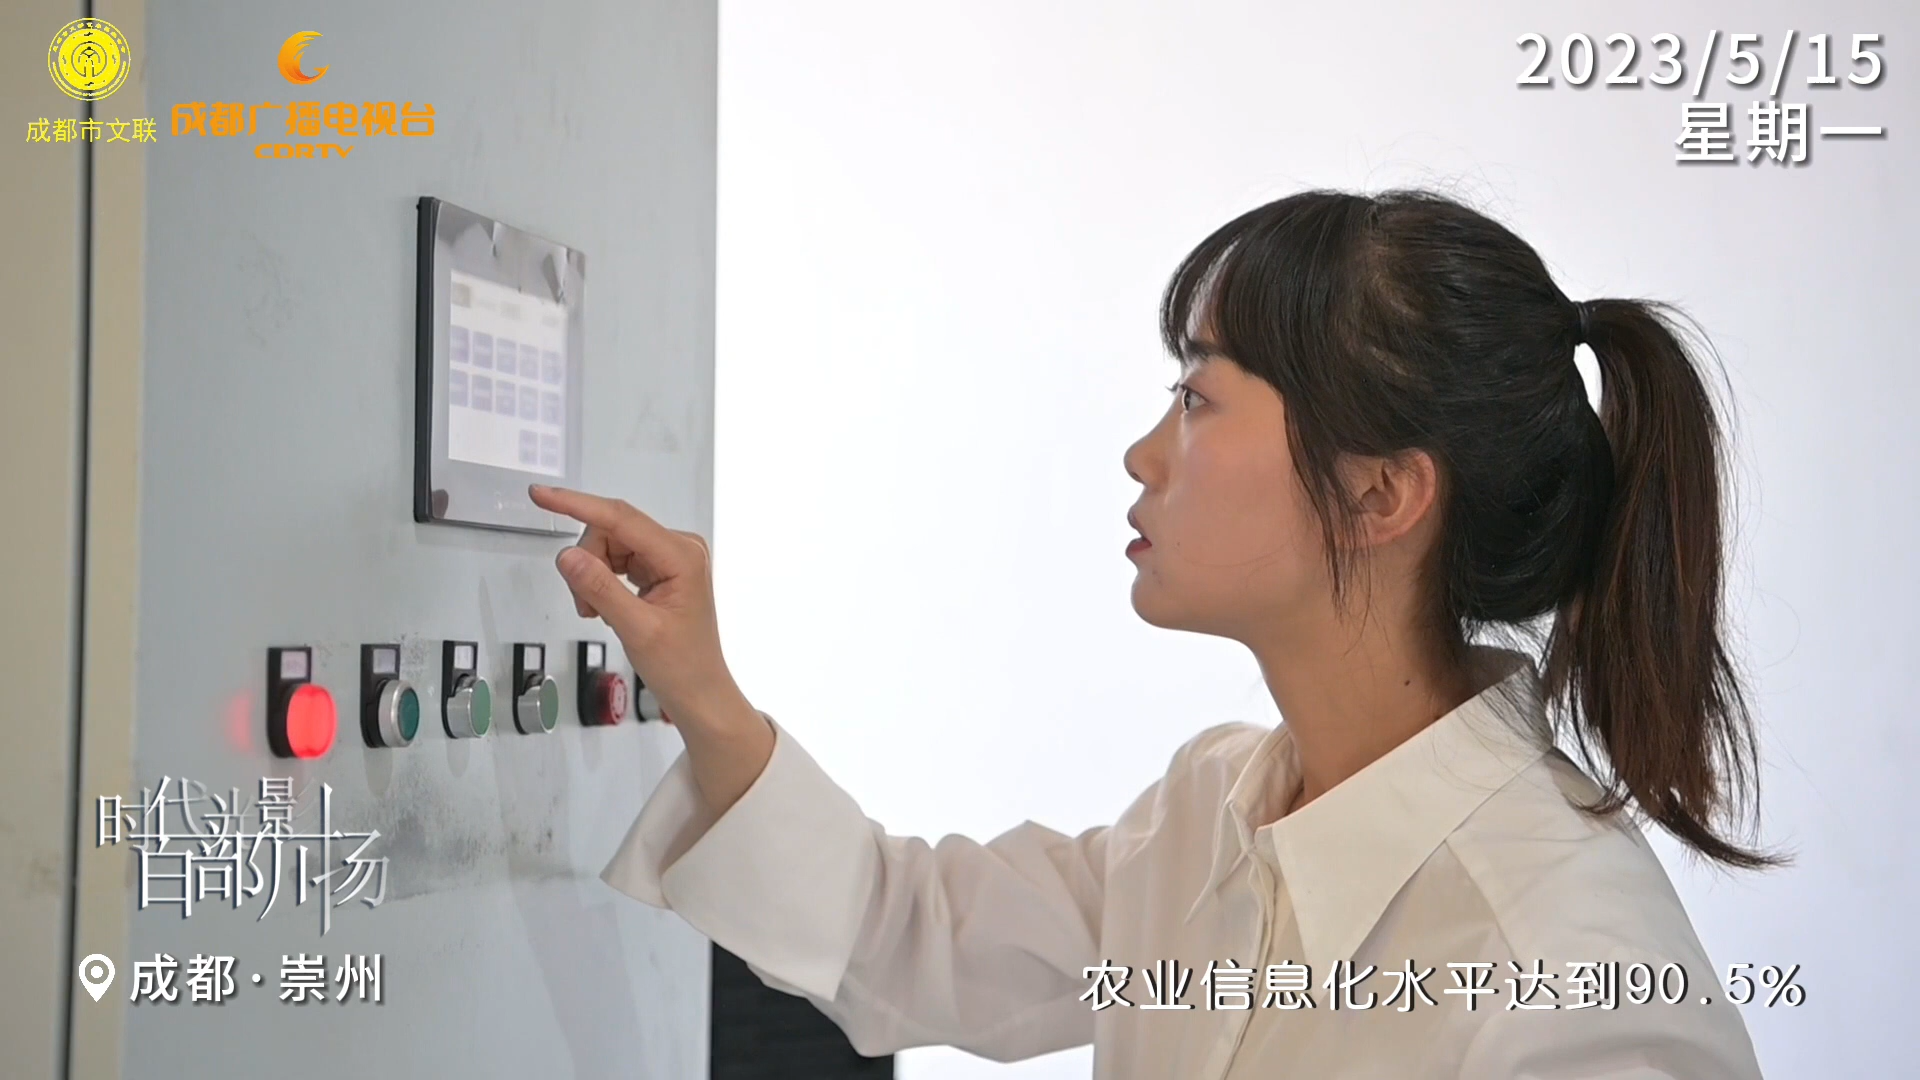 成都市文联
成都广播电视台
CDRTV
2023/5/15
星期一
时代光影
百部川扬
成都·崇州
农业信息化水平达到90.5%